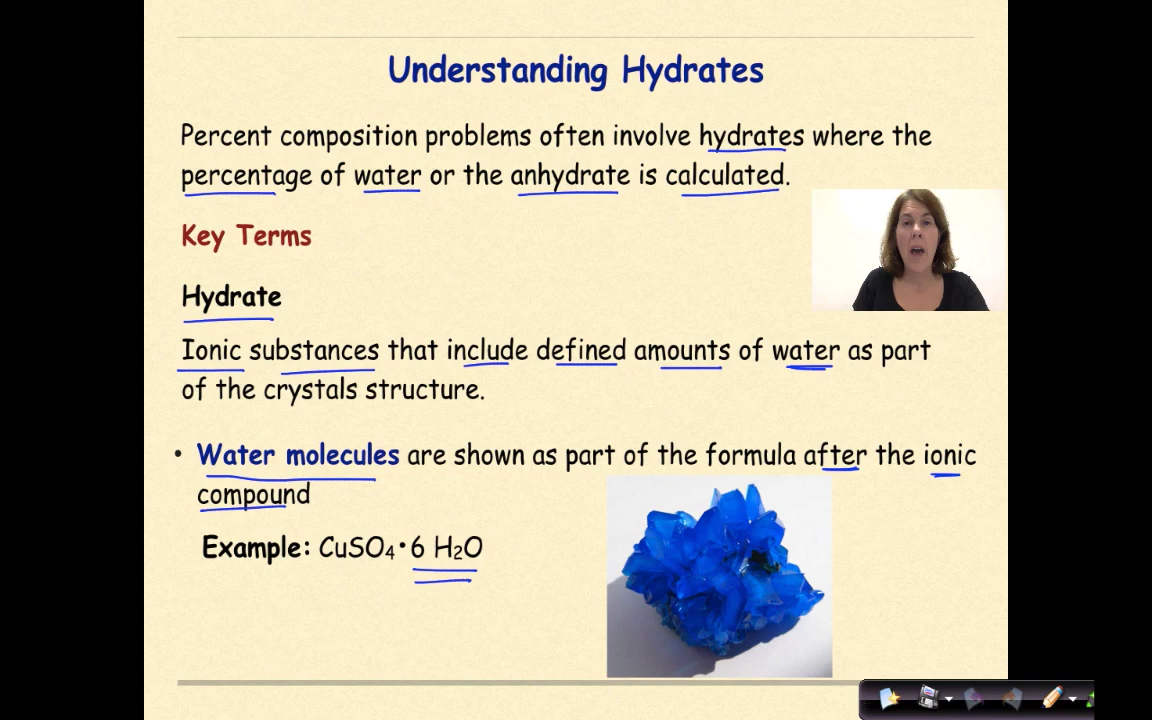 Understanding Hydrates
Percent composition problems often involve hydrates where the
percentage of water or the anhydrate is calculated.
Key Terms
Hydrate
Ionic substances that include defined amounts of water as part
of the crystals structure.
• Water molecules are shown as part of the formula after the ionic
compound
Example: CuSO₄•6 H₂O